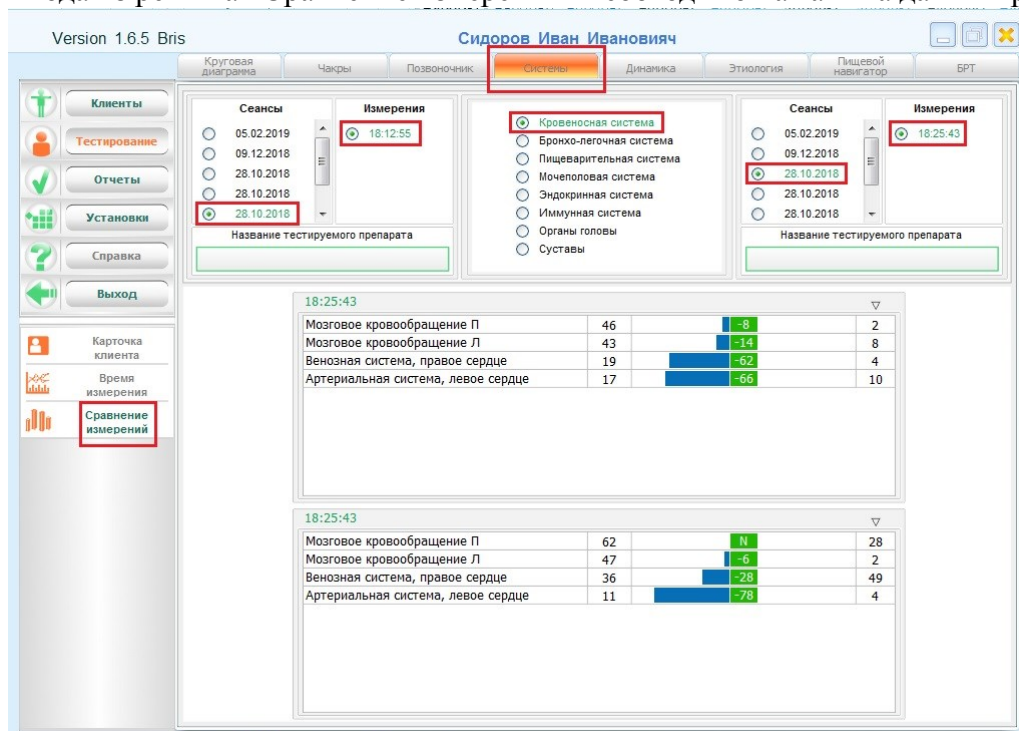 Version 1.6.5 Bris
Сидоров Иван Иванович
Круговая диаграмма
Чакры
Позвоночник
Системы
Динамика
Этиология
Пищевой навигатор
БРТ
Клиенты
Тестирование
Отчеты
Установки
Справка
Выход
Карточка клиента
Время измерения
Сравнение измерений
Сеансы
Измерения
05.02.2019
09.12.2018
28.10.2018
28.10.2018
28.10.2018
18:12:55
Название тестируемого препарата
Кровеносная система
Бронхо-легочная система
Пищеварительная система
Мочеполовая система
Эндокринная система
Иммунная система
Органы головы
Суставы
Сеансы
Измерения
05.02.2019
09.12.2018
28.10.2018
28.10.2018
28.10.2018
18:25:43
Название тестируемого препарата
18:25:43
Мозговое кровообращение П 46 -8 2
Мозговое кровообращение Л 43 -14 8
Венозная система, правое сердце 19 -62 4
Артериальная система, левое сердце 17 -66 10
18:25:43
Мозговое кровообращение П 62 N 28
Мозговое кровообращение Л 47 -6 2
Венозная система, правое сердце 36 -28 49
Артериальная система, левое сердце 11 -78 4